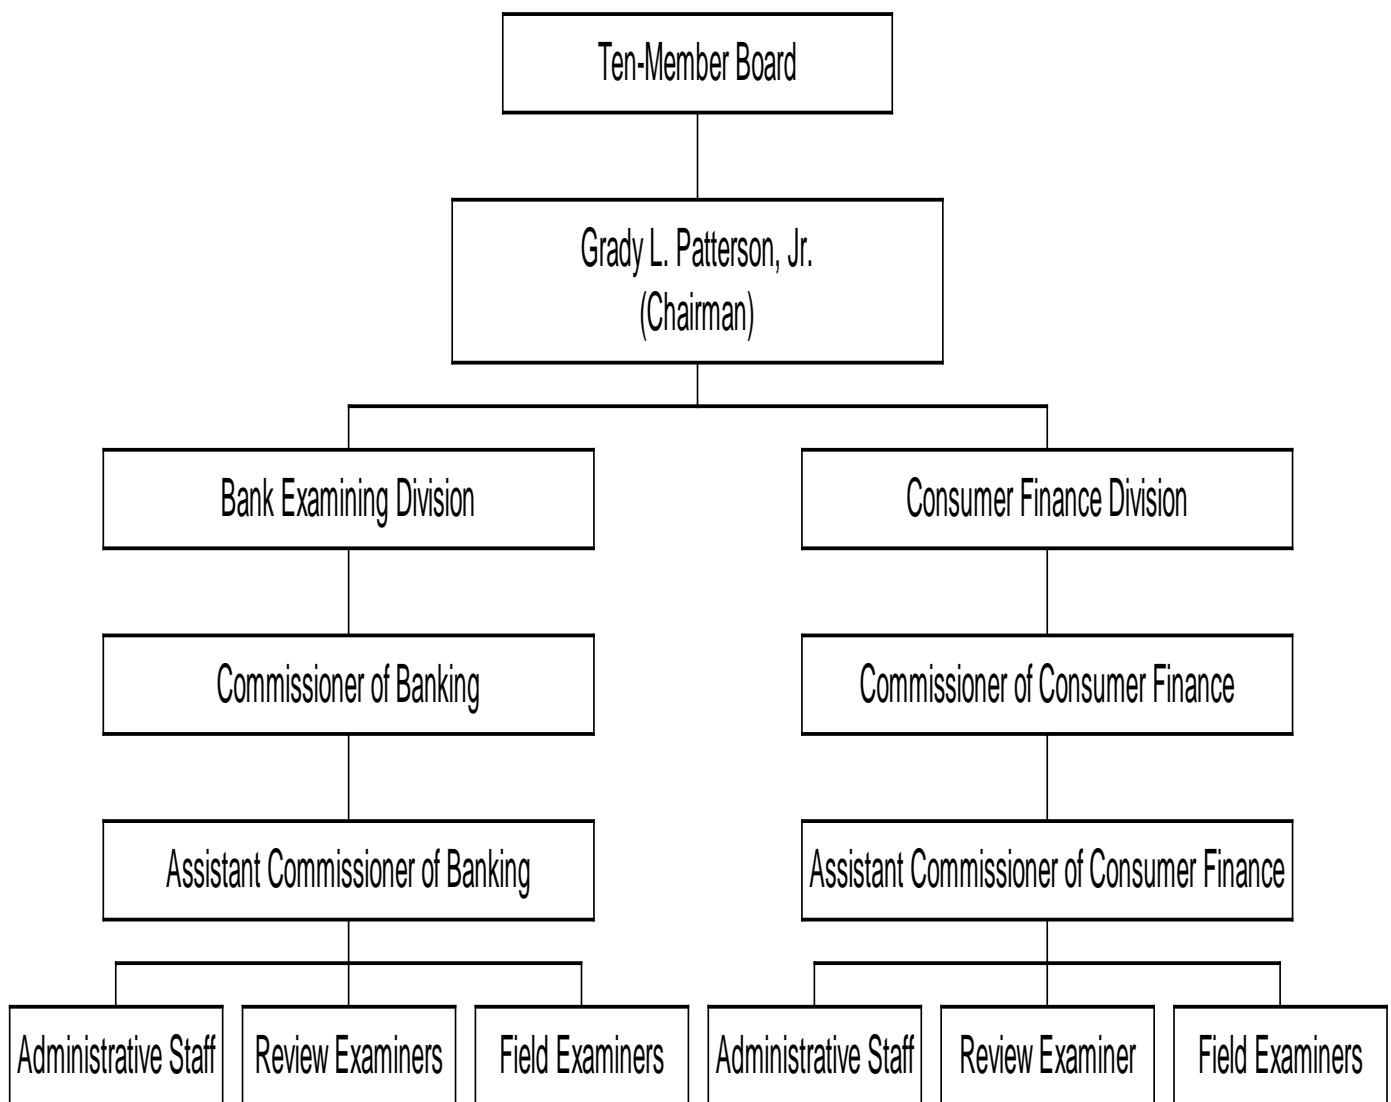 Ten-Member Board
Grady L. Patterson, Jr.
(Chairman)
Bank Examining Division
Consumer Finance Division
Commissioner of Banking
Commissioner of Consumer Finance
Assistant Commissioner of Banking
Assistant Commissioner of Consumer Finance
Administrative Staff
Review Examiners
Field Examiners
Administrative Staff
Review Examiner
Field Examiners